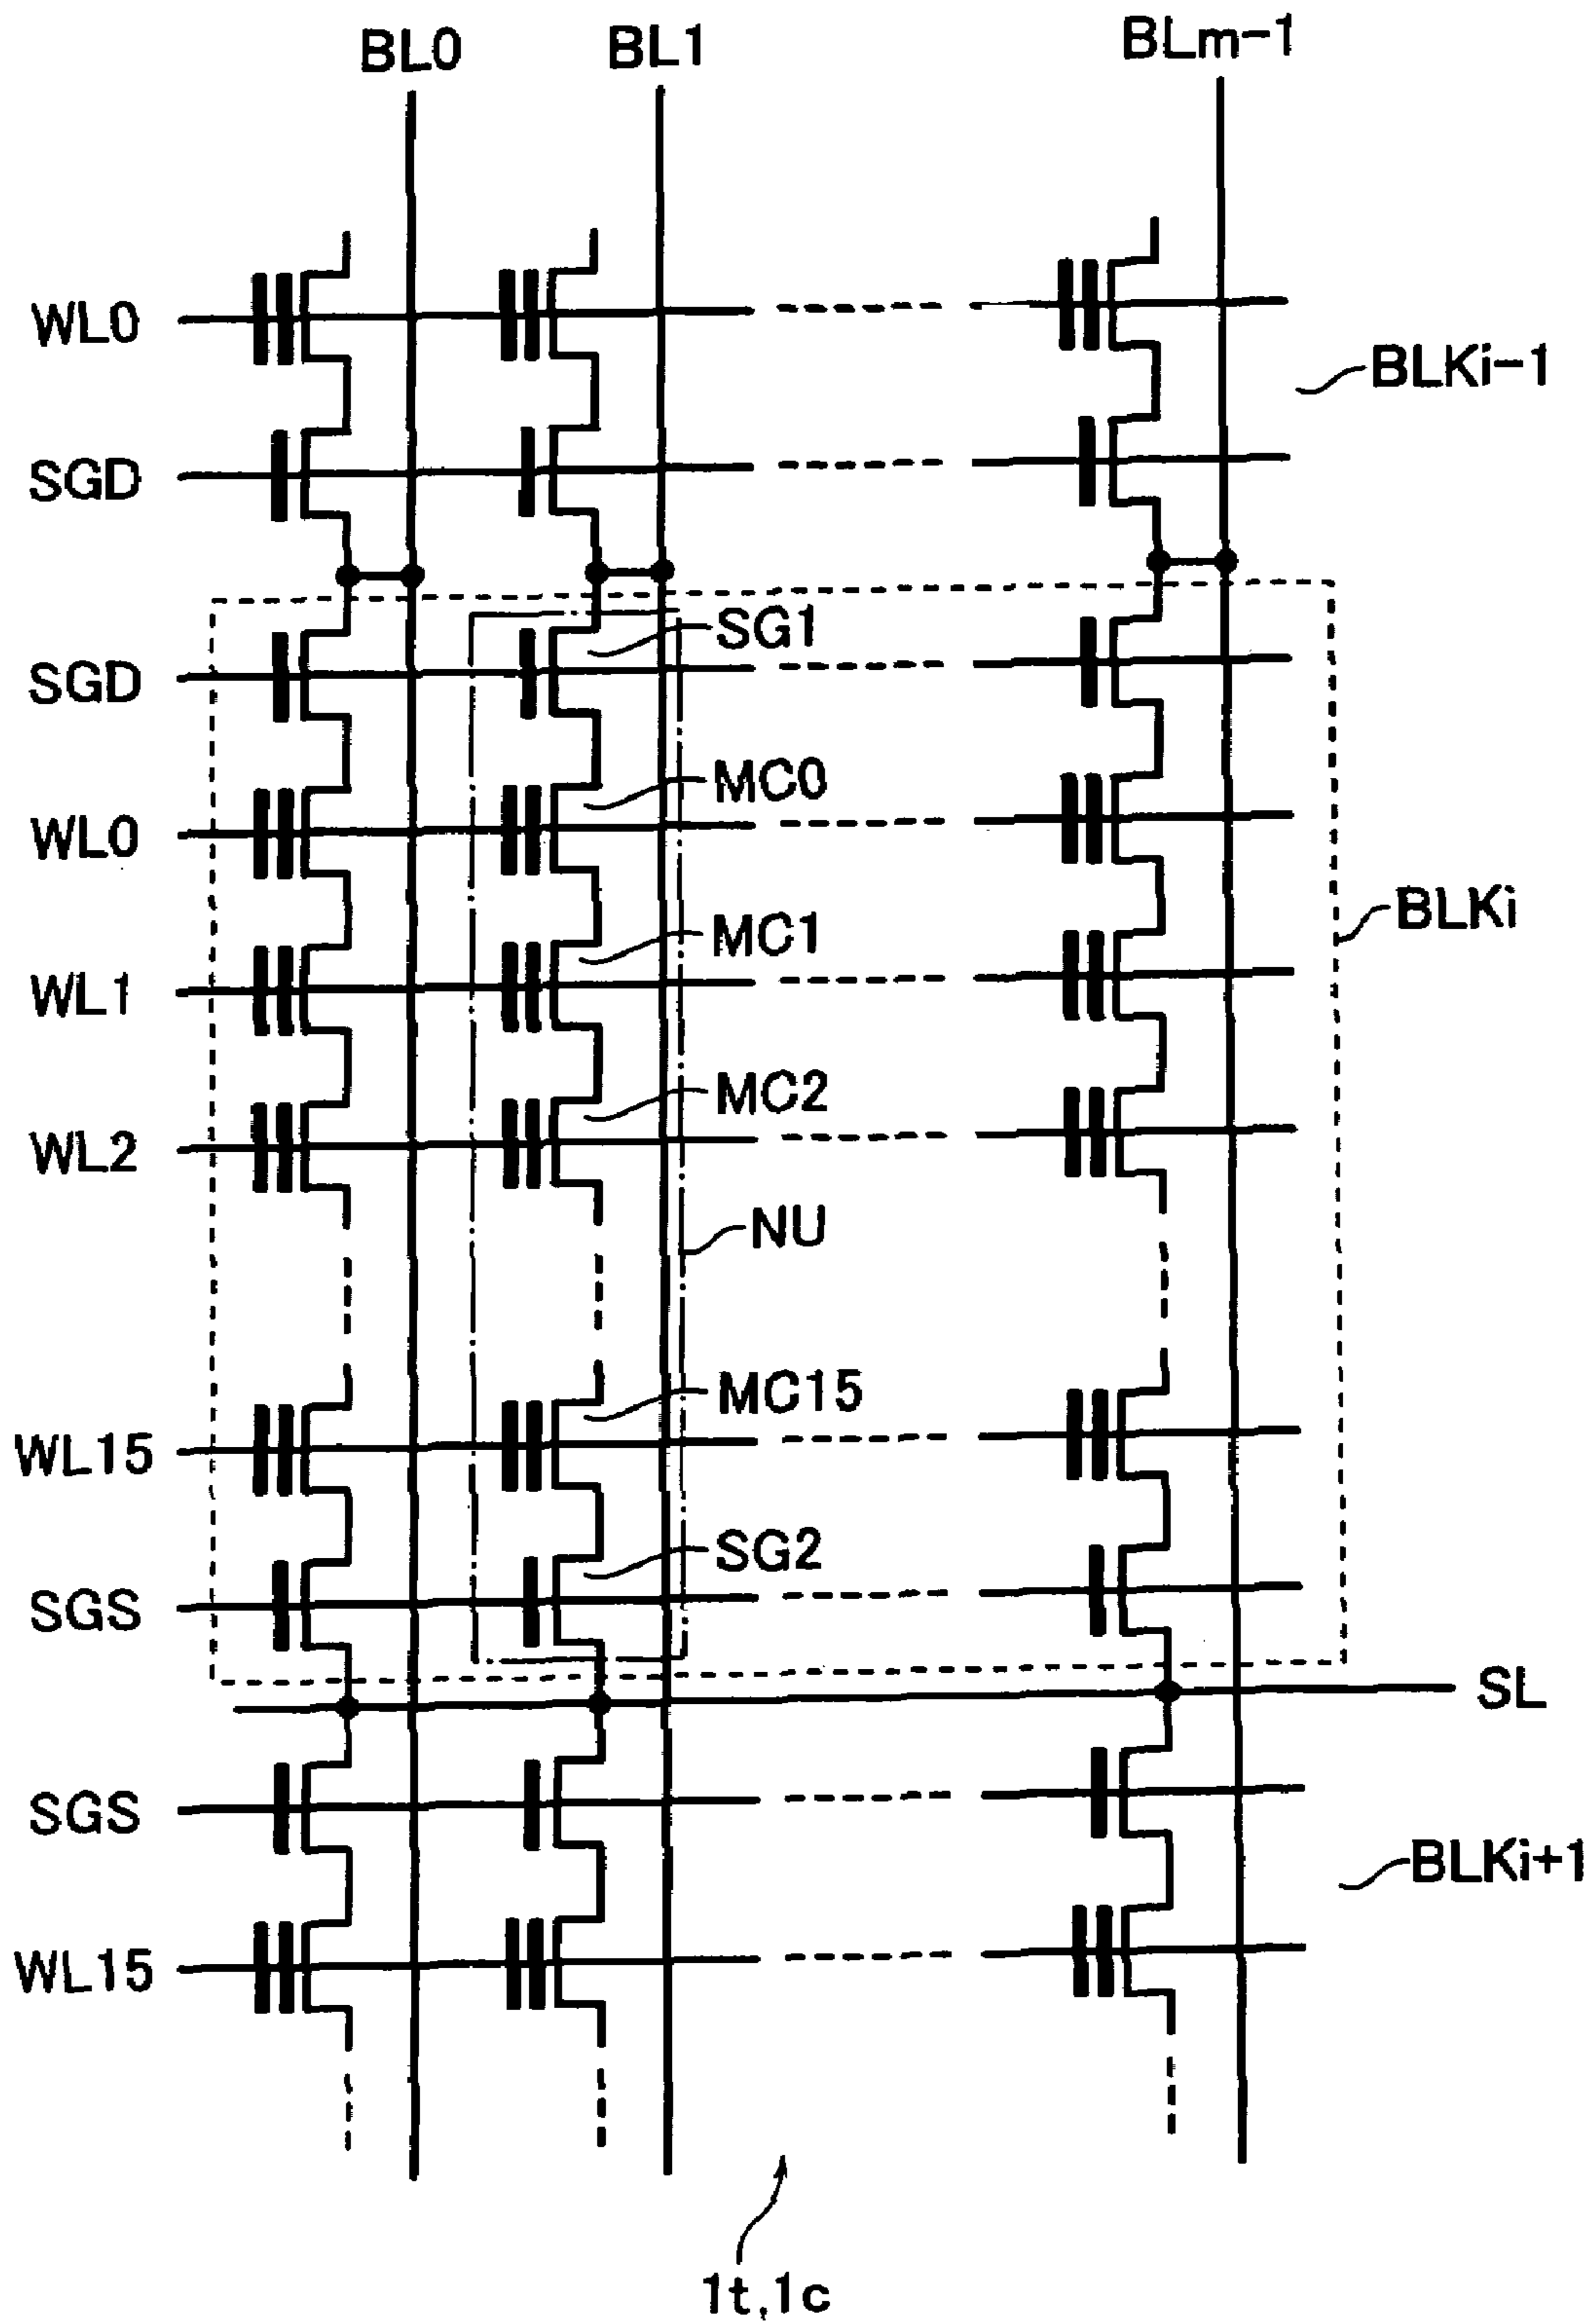 BL0
BL1
BLm-1
WL0
BLKi-1
SGD
SG1
SGD
MC0
WL0
BLKi
MC1
WL1
MC2
WL2
NU
MC15
WL15
SG2
SGS
SL
SGS
BLKi+1
WL15
1t,1c